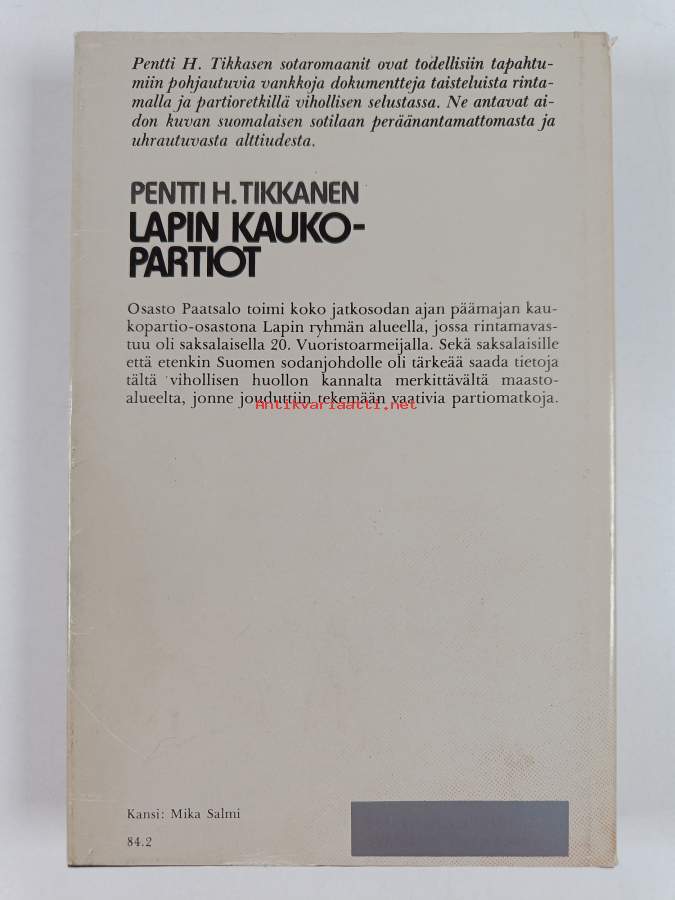 Pentti H. Tikkasen sotaromaanit ovat todellisiin tapahtu-
miin pohjautuvia vankkoja dokumentteja taisteluista rinta-
malla ja partioretkillä vihollisen selustassa. Ne antavat ai-
don kuvan suomalaisen sotilaan peräänantamattomasta ja
uhrautuvasta alttiudesta.
PENTTI H. TIKKANEN
LAPIN KAUKO-
PARTIOT
Osasto Paatsalo toimi koko jatkosodan ajan päämajan kau-
kopartio-osastona Lapin ryhmän alueella, jossa rintamavas-
tuu oli saksalaisella 20. Vuoristoarmeijalla. Sekä saksalaisille
että etenkin Suomen sodanjohdolle oli tärkeää saada tietoja
tältä vihollisen huollon kannalta merkittävältä maasto-
alueelta, jonne jouduttiin tekemään vaativia partiomatkoja.
Antikvariaatti.net
Kansi: Mika Salmi
84.2